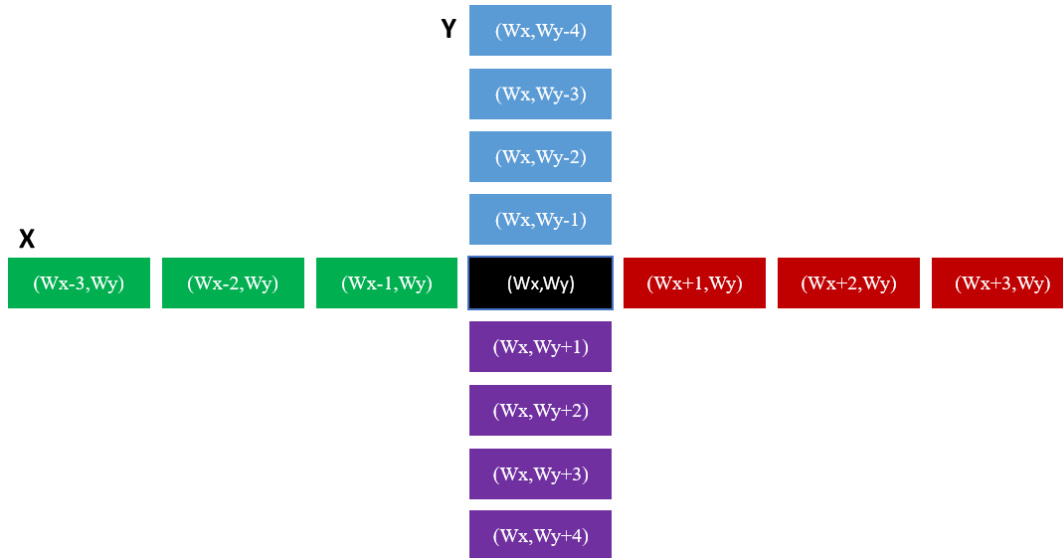 Y
(Wx,Wy-4)
(Wx,Wy-3)
(Wx,Wy-2)
(Wx,Wy-1)
X
(Wx-3,Wy) (Wx-2,Wy) (Wx-1,Wy) (Wx,Wy) (Wx+1,Wy) (Wx+2,Wy) (Wx+3,Wy)
(Wx,Wy+1)
(Wx,Wy+2)
(Wx,Wy+3)
(Wx,Wy+4)